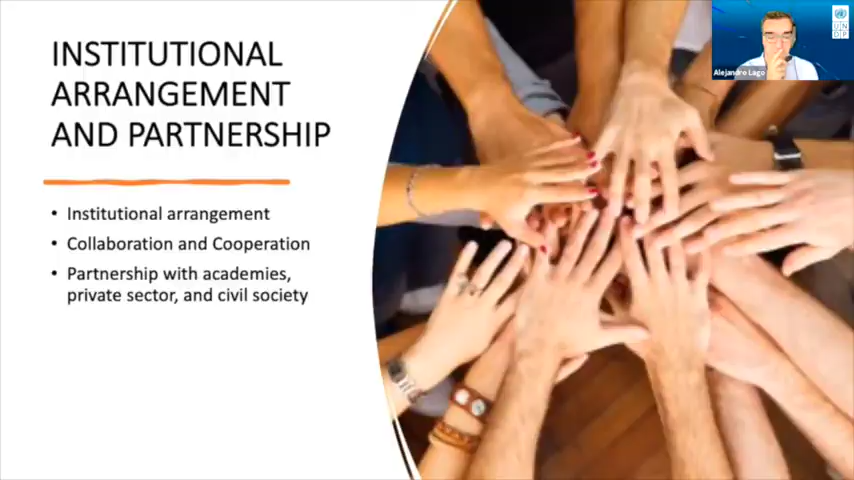 INSTITUTIONAL
ARRANGEMENT
AND PARTNERSHIP
• Institutional arrangement
• Collaboration and Cooperation
• Partnership with academies,
private sector, and civil society
Alejandro Lago
U N
D P